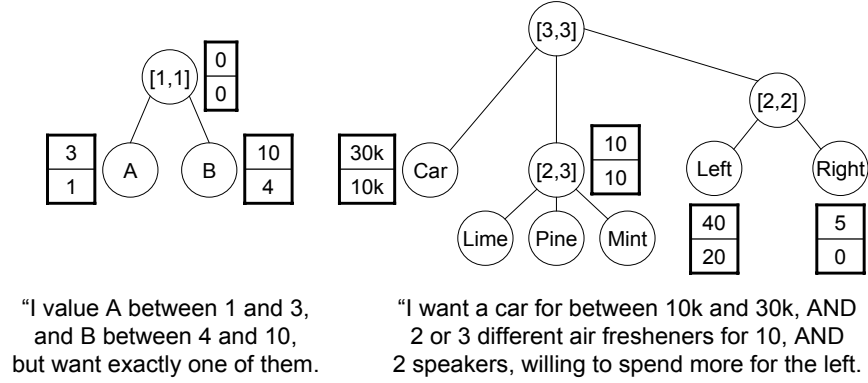 [1,1]
0
0
3
1
A
B
10
4
[3,3]
[2,2]
30k
10k
Car
[2,3]
10
10
Left
Right
Lime
Pine
Mint
40
20
5
0
“I value A between 1 and 3,
and B between 4 and 10,
but want exactly one of them.
“I want a car for between 10k and 30k, AND
2 or 3 different air fresheners for 10, AND
2 speakers, willing to spend more for the left.